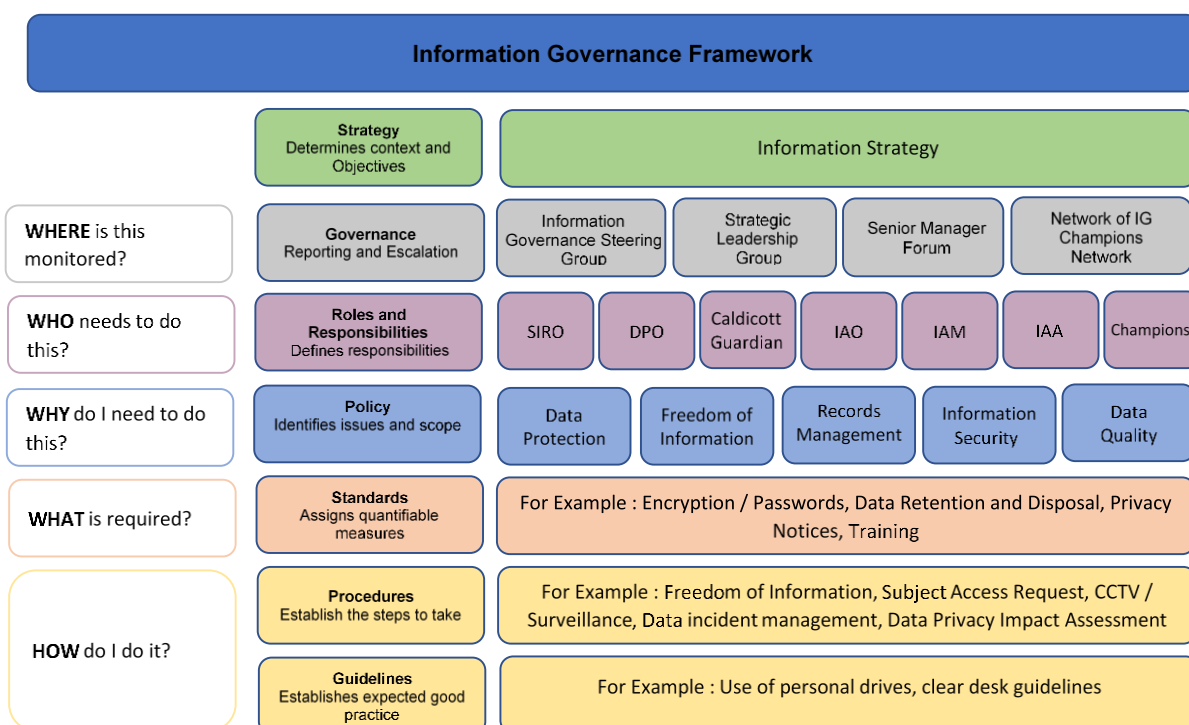 Information Governance Framework
Strategy
Determines context and
Objectives
Information Strategy
WHERE is this
monitored?
Governance
Reporting and Escalation
Information
Governance Steering
Group
Strategic
Leadership
Group
Senior Manager
Forum
Network of IG
Champions
Network
WHO needs to do
this?
Roles and
Responsibilities
Defines responsibilities
SIRO
DPO
Caldicott
Guardian
IAO
IAM
IAA
Champions
WHY do I need to do
this?
Policy
Identifies issues and scope
Data
Protection
Freedom of
Information
Records
Management
Information
Security
Data
Quality
WHAT is required?
Standards
Assigns quantifiable
measures
For Example : Encryption / Passwords, Data Retention and Disposal, Privacy
Notices, Training
HOW do I do it?
Procedures
Establish the steps to take
For Example : Freedom of Information, Subject Access Request, CCTV /
Surveillance, Data incident management, Data Privacy Impact Assessment
Guidelines
Establishes expected good
practice
For Example : Use of personal drives, clear desk guidelines